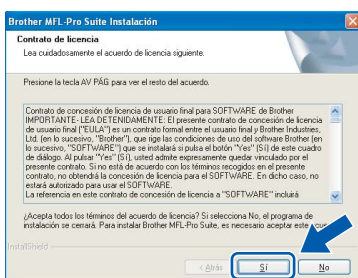 Brother MFL-Pro Suite Instalación
Contrato de licencia
Lea cuidadosamente el acuerdo de licencia siguiente.
Presione la tecla AV PÁG para ver el resto del acuerdo.
Contrato de concesión de licencia de usuario final para SOFTWARE de Brother
IMPORTANTE- LEA DETENIDAMENTE: El presente contrato de concesión de licencia
de usuario final ("EULA") es un contrato formal entre el usuario final y Brother Industries,
Ltd. (en lo sucesivo, "Brother"), que rige las condiciones de uso del software Brother (en
lo sucesivo, "SOFTWARE") que se instalará si pulsa el botón "Yes" (Sí) de este cuadro
de diálogo. Al pulsar "Yes" (Sí), usted admite expresamente quedar vinculado por el
presente contrato. Si no está de acuerdo con los términos recogidos en el presente
contrato, no obtendrá la concesión de licencia para el SOFTWARE. En dicho caso, no
estará autorizado para usar el SOFTWARE.
La referencia en este contrato de concesión de licencia a "SOFTWARE" incluirá
¿Acepta todos los términos del acuerdo de licencia? Si selecciona No, el programa de
instalación se cerrará. Para instalar Brother MFL-Pro Suite, es necesario aceptar este
InstallShield
< Atrás
Sí
No